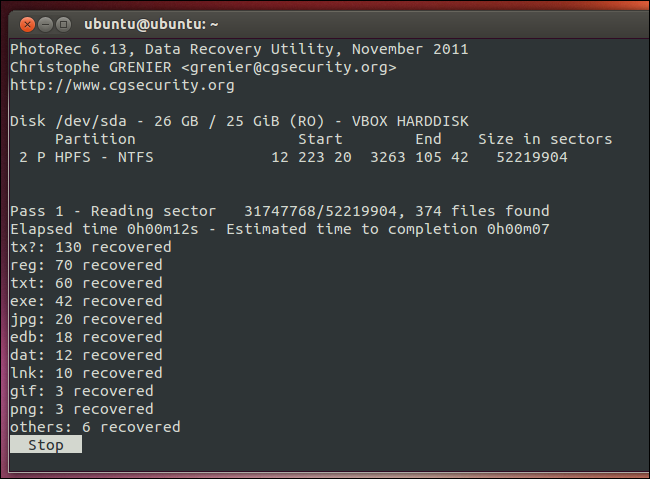 ubuntu@ubuntu: ~
PhotoRec 6.13, Data Recovery Utility, November 2011
Christophe GRENIER <grenier@cgsecurity.org>
http://www.cgsecurity.org
Disk /dev/sda - 26 GB / 25 GiB (RO) - VBOX HARDDISK
Partition Start End Size in sectors
2 P HPFS - NTFS 12 223 20 3263 105 42 52219904
Pass 1 - Reading sector 31747768/52219904, 374 files found
Elapsed time 0h00m12s - Estimated time to completion 0h00m07
tx?: 130 recovered
reg: 70 recovered
txt: 60 recovered
exe: 42 recovered
jpg: 20 recovered
edb: 18 recovered
dat: 12 recovered
lnk: 10 recovered
gif: 3 recovered
png: 3 recovered
others: 6 recovered
Stop